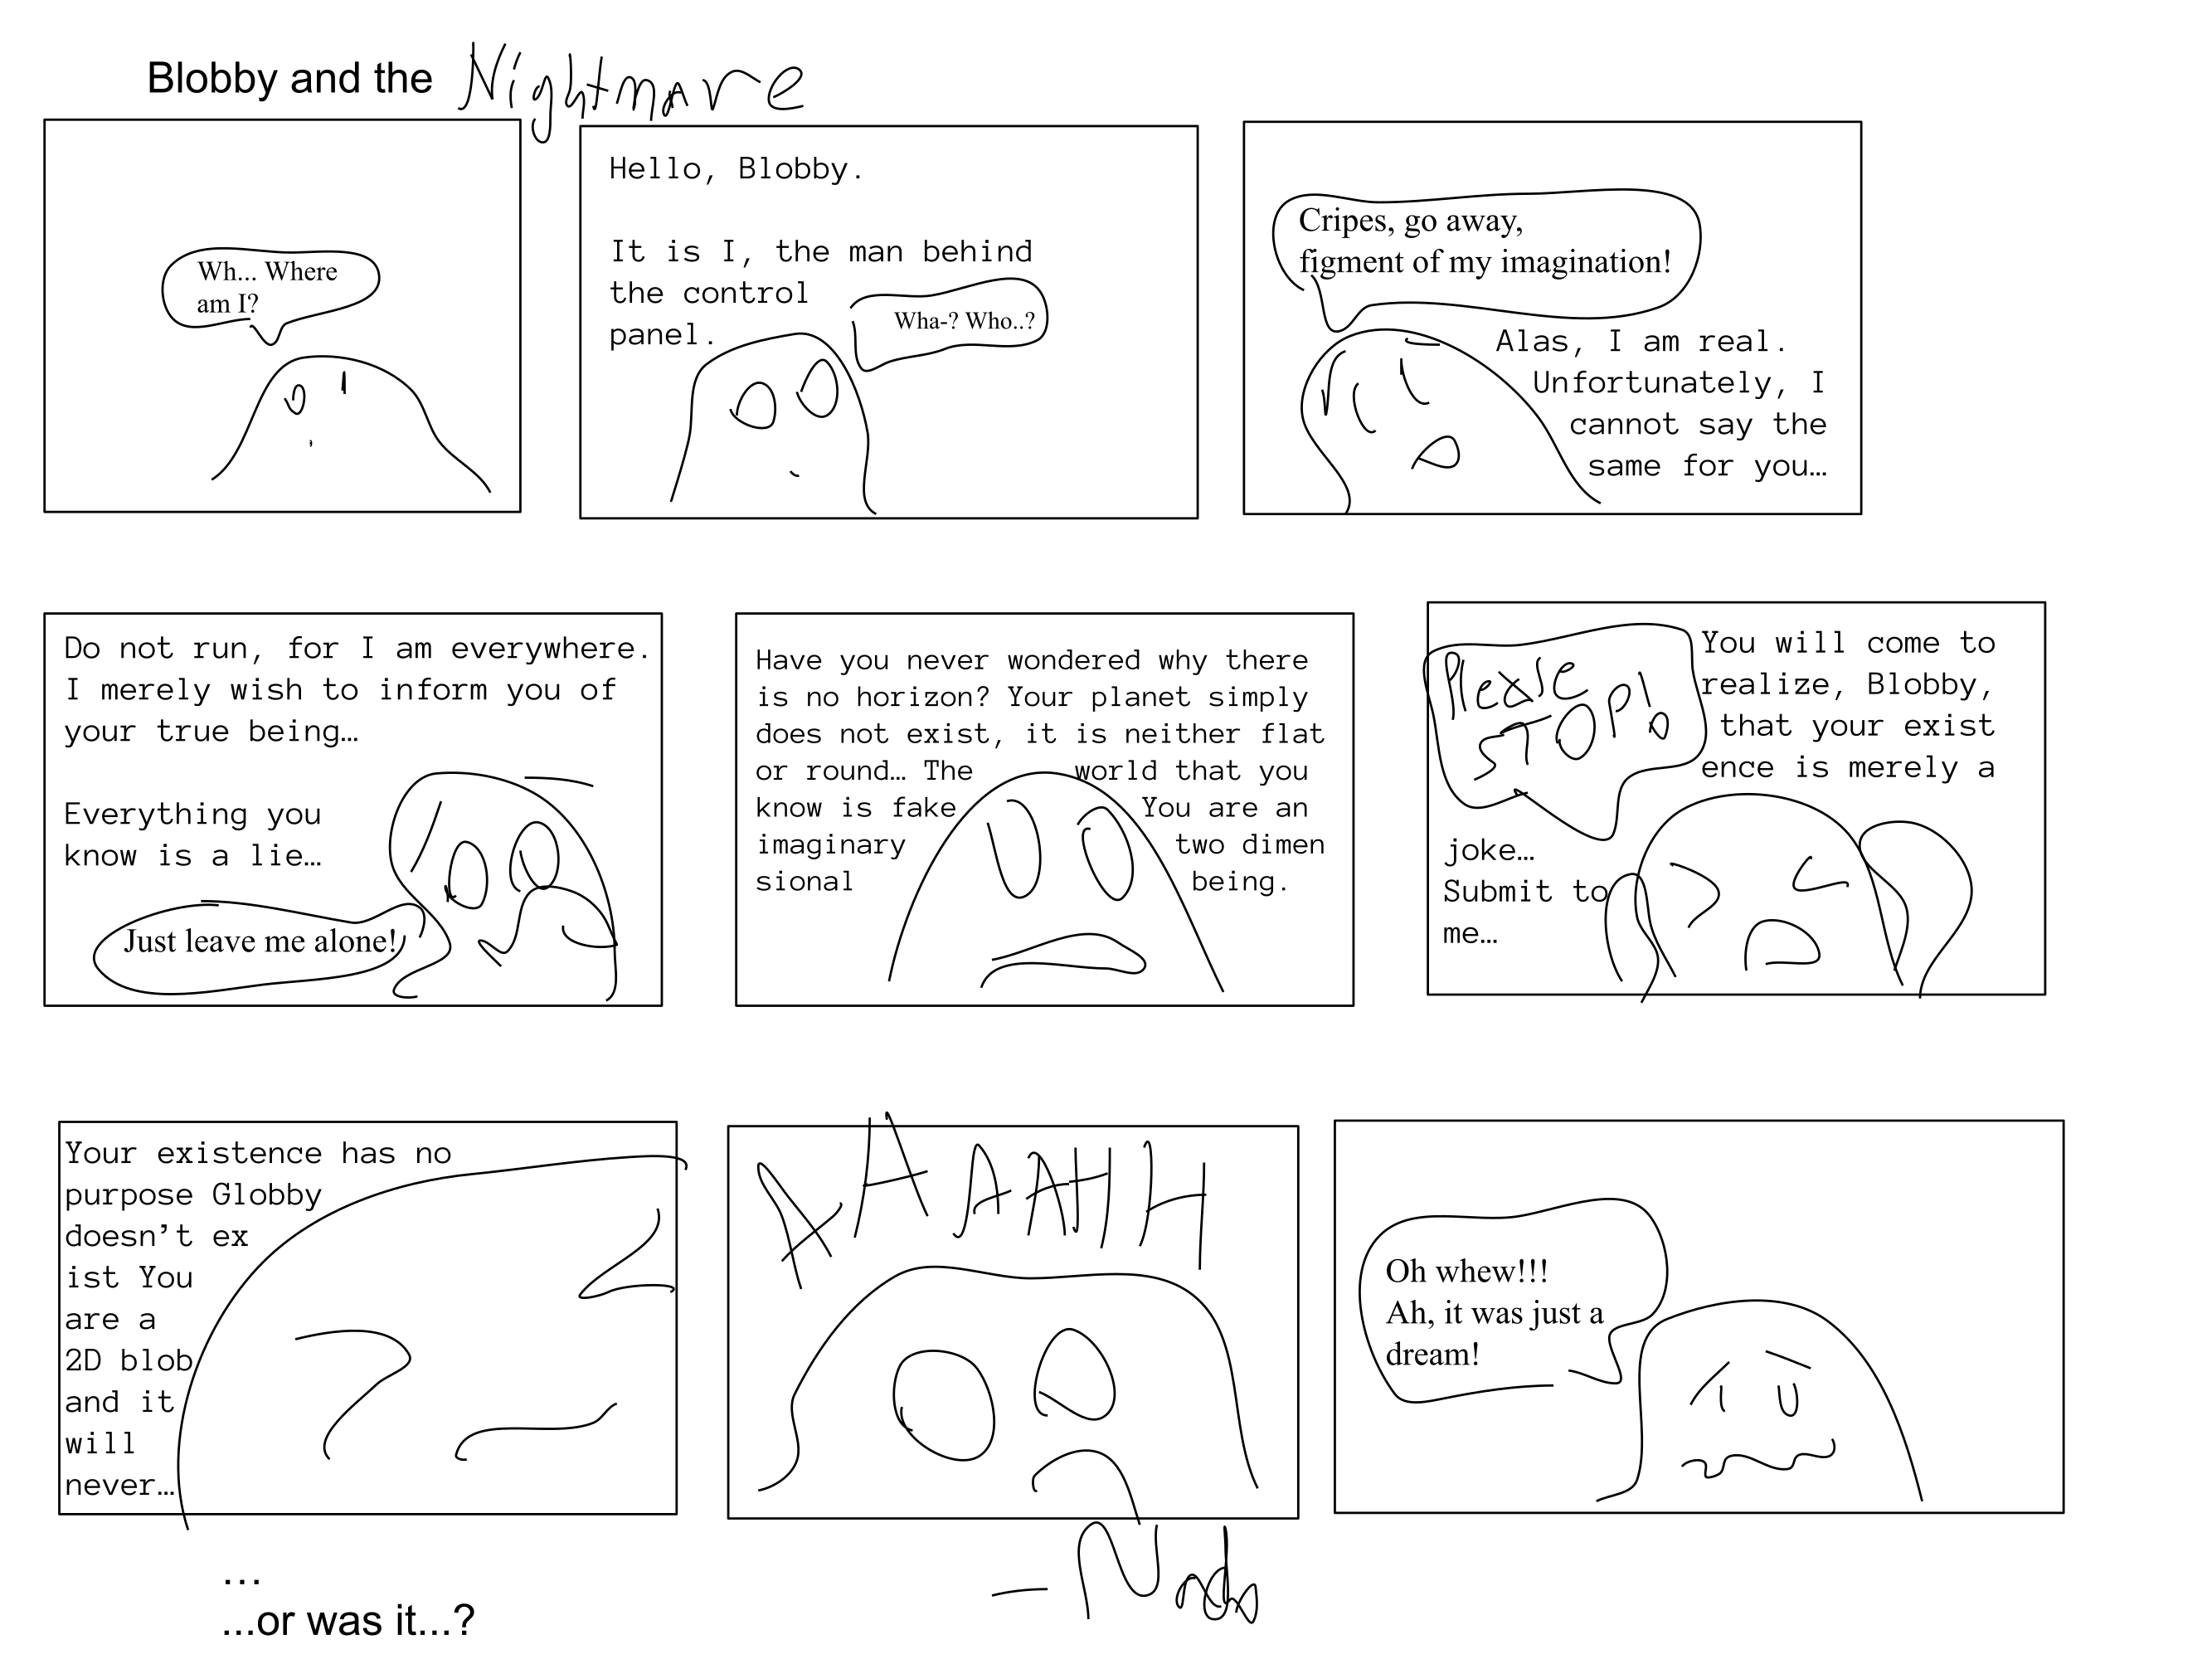 Blobby and the Nightmare
Wh... Where
am I?
Hello, Blobby.
It is I, the man behind
the control
panel.
Wha-? Who..?
Cripes, go away,
figment of my imagination!
Alas, I am real.
Unfortunately, I
cannot say the
same for you…
Do not run, for I am everywhere.
I merely wish to inform you of
your true being…
Everything you
know is a lie…
Just leave me alone!
Have you never wondered why there
is no horizon? Your planet simply
does not exist, it is neither flat
or round… The world that you
know is fake You are an
imaginary two dimen
sional being.
Please
STOP!
You will come to
realize, Blobby,
that your exist
ence is merely a
joke…
Submit to
me…
Your existence has no
purpose Globby
doesn't ex
ist You
are a
2D blob
and it
will
never…
AAAAHH
Oh whew!!!
Ah, it was just a
dream!
...
...or was it...?